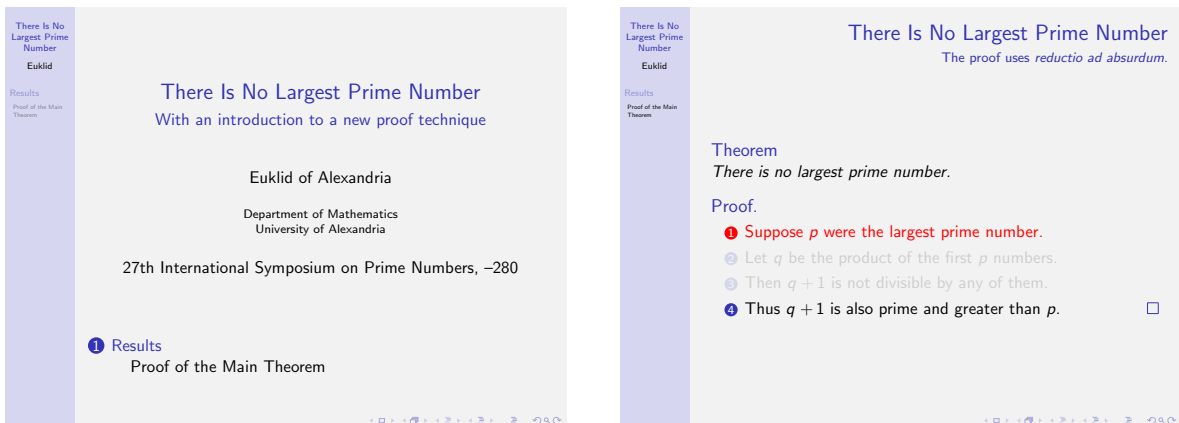 There Is No
Largest Prime
Number
Euklid
Results
Proof of the Main
Theorem
There Is No Largest Prime Number
With an introduction to a new proof technique
Euklid of Alexandria
Department of Mathematics
University of Alexandria
27th International Symposium on Prime Numbers, –280
1 Results
Proof of the Main Theorem
There Is No
Largest Prime
Number
Euklid
Results
Proof of the Main
Theorem
There Is No Largest Prime Number
The proof uses reductio ad absurdum.
Theorem
There is no largest prime number.
Proof.
1 Suppose p were the largest prime number.
2 Let q be the product of the first p numbers.
3 Then q + 1 is not divisible by any of them.
4 Thus q + 1 is also prime and greater than p. □